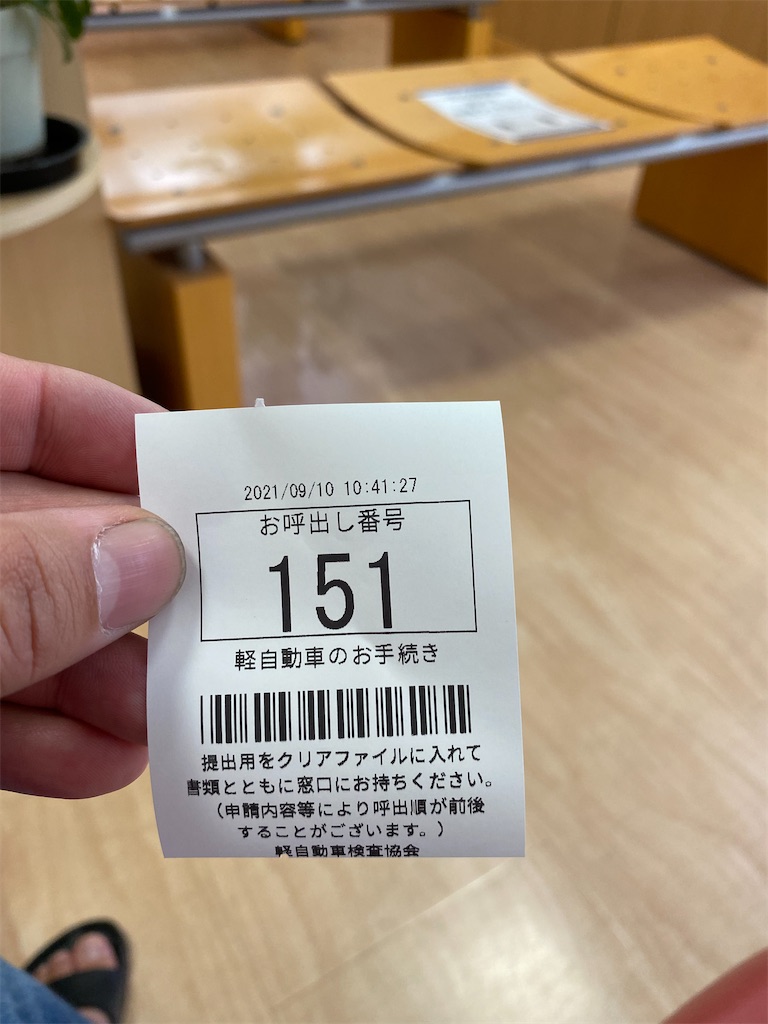 2021/09/10 10:41:27
お呼出し番号
151
軽自動車のお手続き
提出用をクリアファイルに入れて
書類とともに窓口にお持ちください。
（申請内容等により呼出順が前後
することがございます。）
軽自動車検査協会